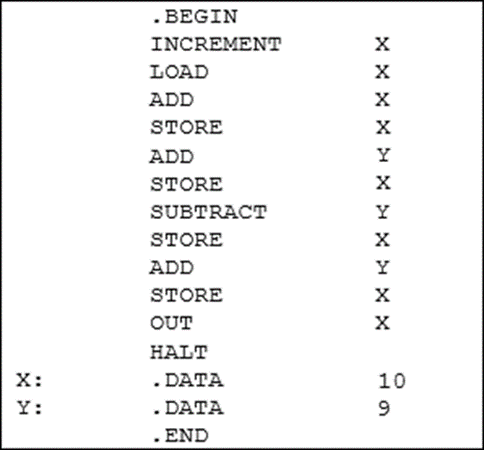 .BEGIN
INCREMENT X
LOAD X
ADD X
STORE X
ADD Y
STORE X
SUBTRACT Y
STORE X
ADD Y
STORE X
OUT X
HALT
X: .DATA 10
Y: .DATA 9
.END